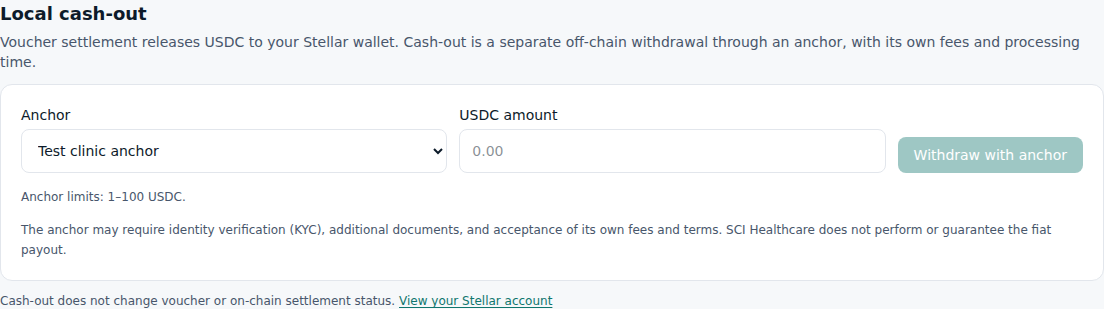 Local cash-out
Voucher settlement releases USDC to your Stellar wallet. Cash-out is a separate off-chain withdrawal through an anchor, with its own fees and processing
time.
Anchor
USDC amount
Test clinic anchor
0.00
Withdraw with anchor
Anchor limits: 1–100 USDC.
The anchor may require identity verification (KYC), additional documents, and acceptance of its own fees and terms. SCI Healthcare does not perform or guarantee the fiat
payout.
Cash-out does not change voucher or on-chain settlement status. View your Stellar account